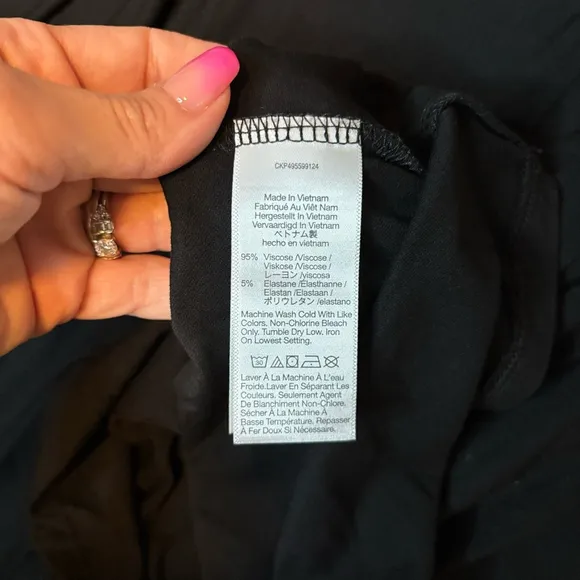 CKP495599124
Made In Vietnam
Fabriqué Au Viêt Nam
Hergestellt In Vietnam
Vervaardigd In Vietnam
ベトナム製
hecho en vietnam
95% Viscose /Viscose /
Viskose /Viscose /
レーヨン /yiscosa
5% Elastane /Élasthanne /
Elastan /Elastaan /
ポリウレタン /elastano
Machine Wash Cold With Like
Colors. Non-Chlorine Bleach
Only. Tumble Dry Low. Iron
On Lowest Setting.
30
Laver À La Machine À L'eau
Froide.Laver En Séparant Les
Couleurs. Seulement Agent
De Blanchiment Non-Chlore.
Sécher À La Machine À
Basse Température. Repasser
À Fer Doux Si Nécessaire.